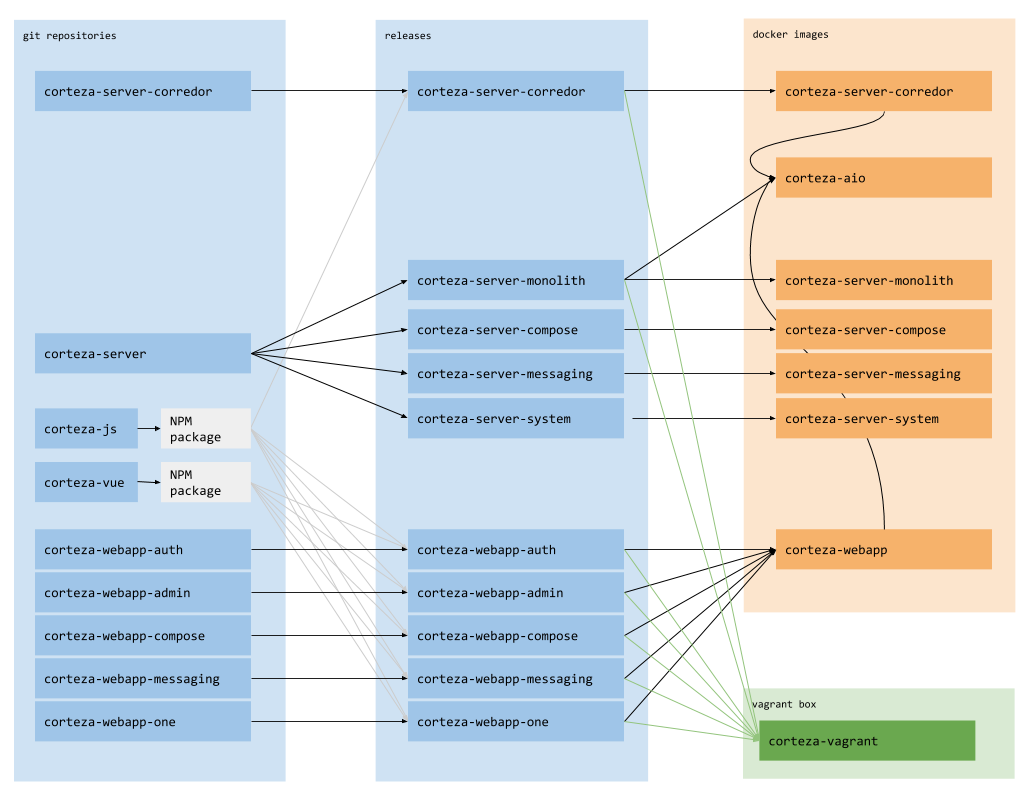 git repositories
corteza-server-corredor
corteza-server
corteza-js
NPM
package
corteza-vue
NPM
package
corteza-webapp-auth
corteza-webapp-admin
corteza-webapp-compose
corteza-webapp-messaging
corteza-webapp-one
releases
corteza-server-corredor
corteza-server-monolith
corteza-server-compose
corteza-server-messaging
corteza-server-system
corteza-webapp-auth
corteza-webapp-admin
corteza-webapp-compose
corteza-webapp-messaging
corteza-webapp-one
docker images
corteza-server-corredor
corteza-aio
corteza-server-monolith
corteza-server-compose
corteza-server-messaging
corteza-server-system
corteza-webapp
vagrant box
corteza-vagrant